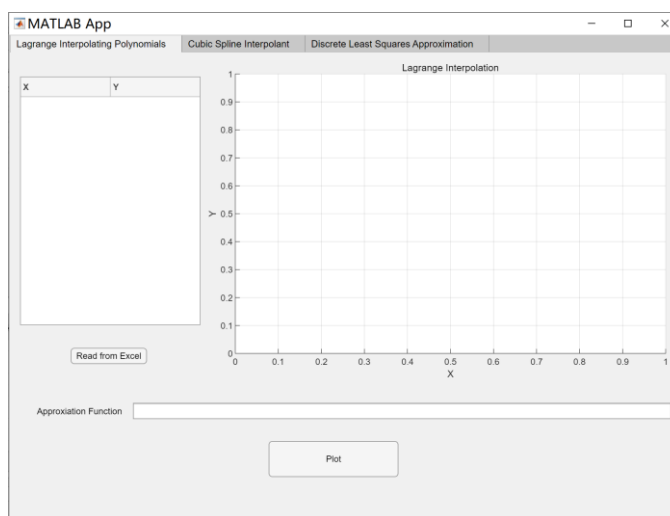 MATLAB App
Lagrange Interpolating Polynomials Cubic Spline Interpolant Discrete Least Squares Approximation
Lagrange Interpolation
X Y
1
0.9
0.8
0.7
0.6
Y 0.5
0.4
0.3
0.2
0.1
0
0 0.1 0.2 0.3 0.4 0.5 0.6 0.7 0.8 0.9 1
X
Read from Excel
Approxiation Function
Plot